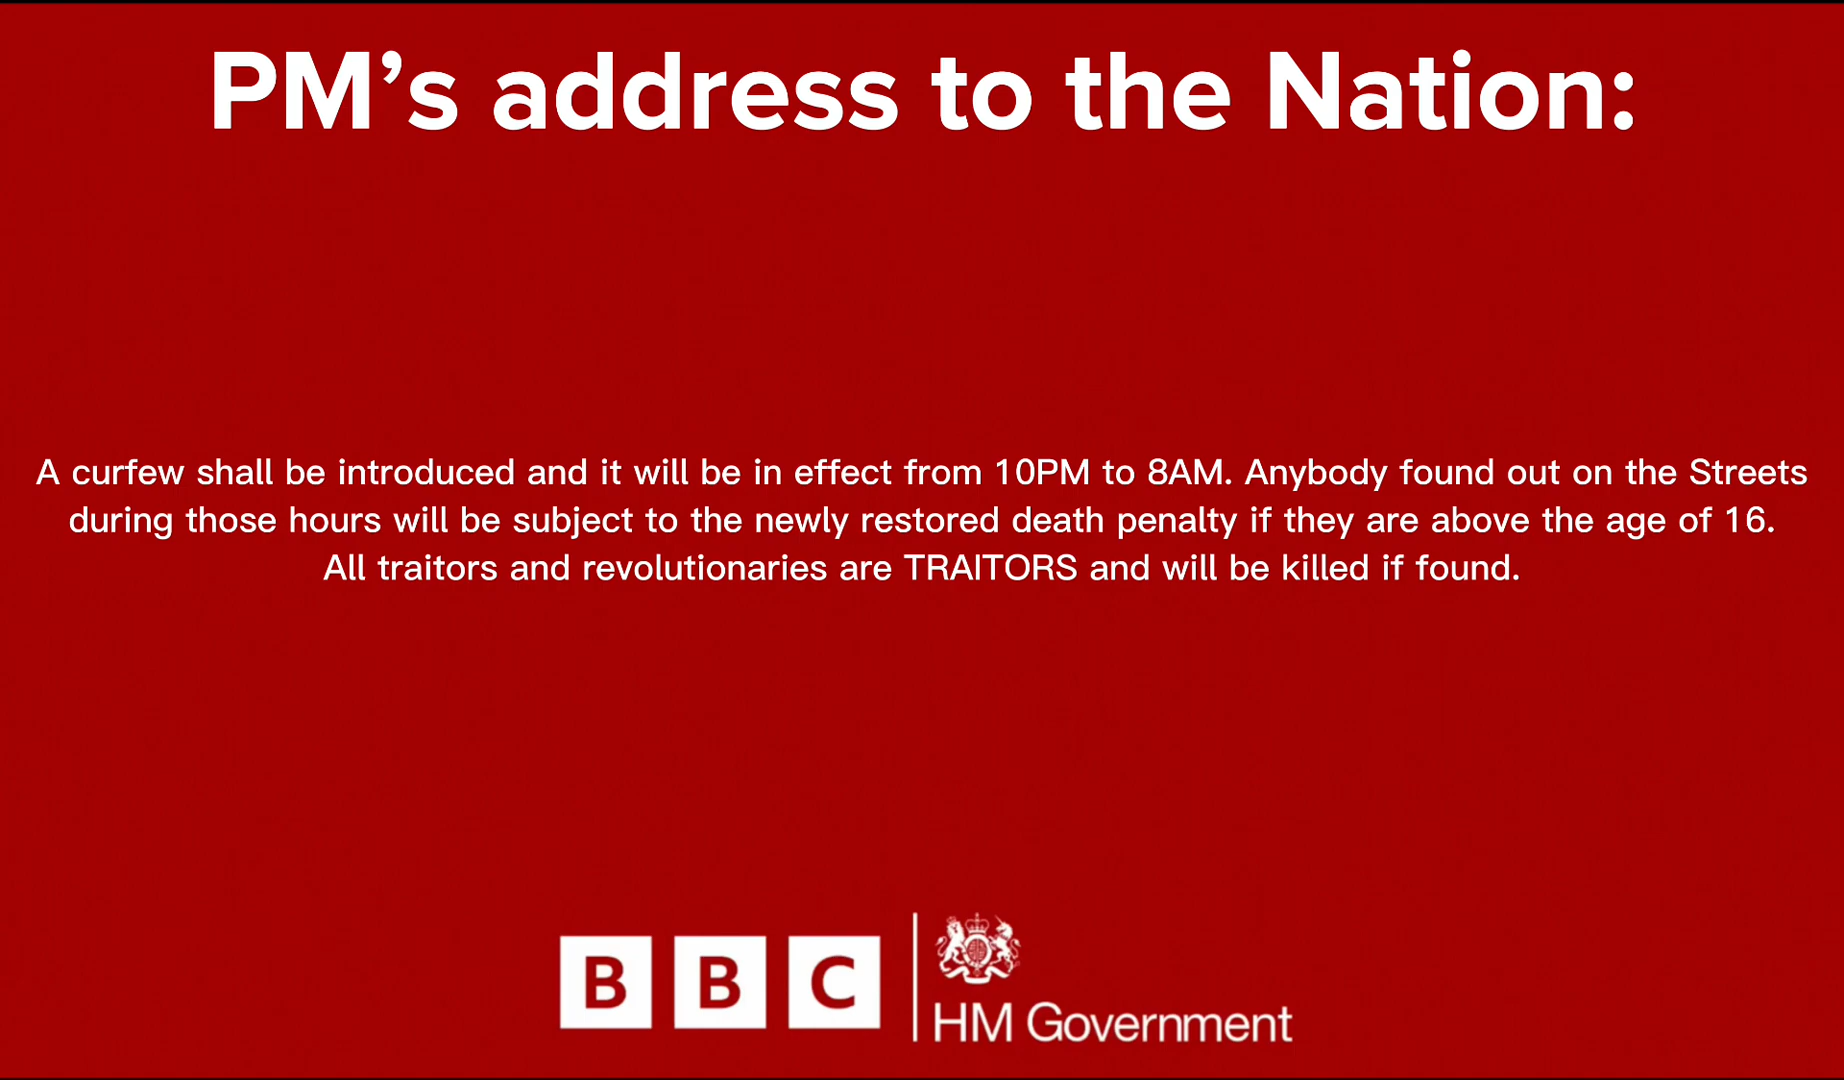 PM’s address to the Nation:
A curfew shall be introduced and it will be in effect from 10PM to 8AM. Anybody found out on the Streets
during those hours will be subject to the newly restored death penalty if they are above the age of 16.
All traitors and revolutionaries are TRAITORS and will be killed if found.
BBC
HM Government